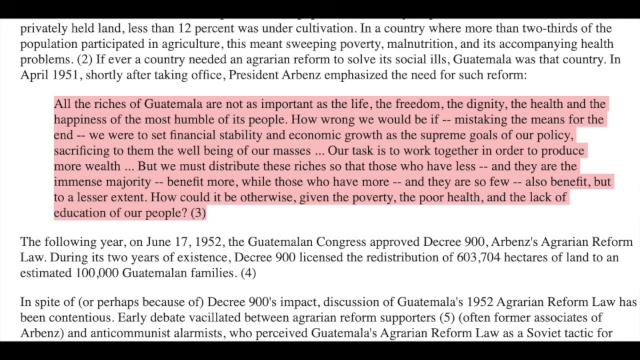 privately held land, less than 12 percent was under cultivation. In a country where more than two-thirds of the
population participated in agriculture, this meant sweeping poverty, malnutrition, and its accompanying health
problems. (2) If ever a country needed an agrarian reform to solve its social ills, Guatemala was that country. In
April 1951, shortly after taking office, President Arbenz emphasized the need for such reform:
All the riches of Guatemala are not as important as the life, the freedom, the dignity, the health and the
happiness of the most humble of its people. How wrong we would be if -- mistaking the means for the
end -- we were to set financial stability and economic growth as the supreme goals of our policy,
sacrificing to them the well being of our masses ... Our task is to work together in order to produce
more wealth ... But we must distribute these riches so that those who have less -- and they are the
immense majority -- benefit more, while those who have more -- and they are so few -- also benefit, but
to a lesser extent. How could it be otherwise, given the poverty, the poor health, and the lack of
education of our people? (3)
The following year, on June 17, 1952, the Guatemalan Congress approved Decree 900, Arbenz's Agrarian Reform
Law. During its two years of existence, Decree 900 licensed the redistribution of 603,704 hectares of land to an
estimated 100,000 Guatemalan families. (4)
In spite of (or perhaps because of) Decree 900's impact, discussion of Guatemala's 1952 Agrarian Reform Law has
been contentious. Early debate vacillated between agrarian reform supporters (5) (often former associates of
Arbenz) and anticommunist alarmists, who perceived Guatemala's Agrarian Reform Law as a Soviet tactic for